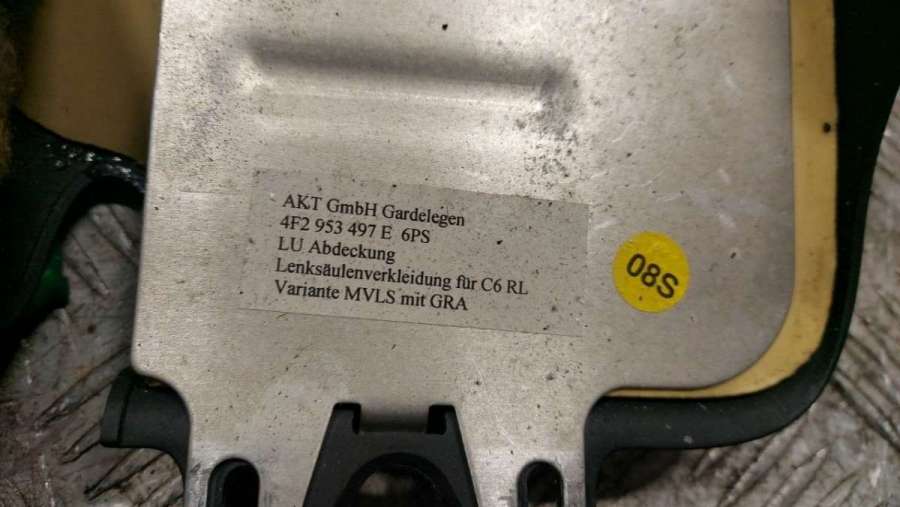 AKT GmbH Gardelegen
4F2 953 497 E 6PS
LU Abdeckung
Lenksäulenverkleidung für C6 RL
Variante MVLS mit GRA
08S